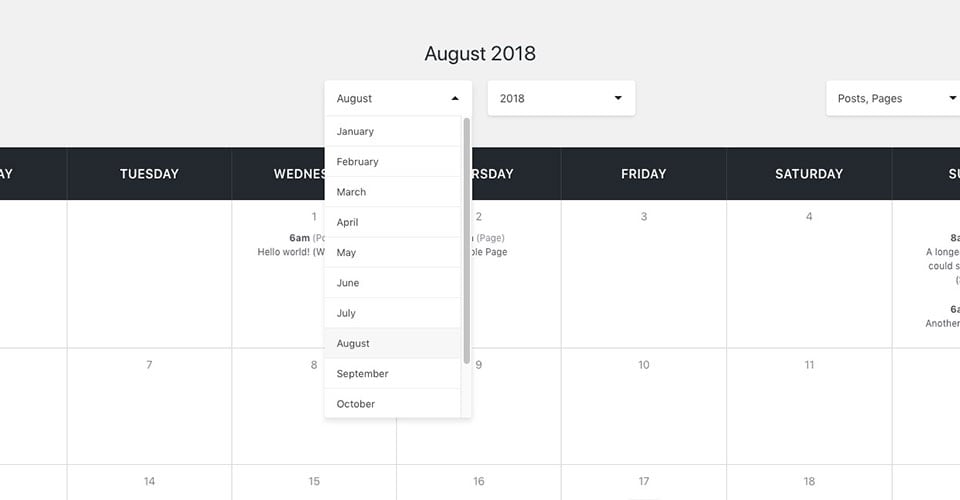 August 2018
August
2018
Posts, Pages
January
February
March
April
May
June
July
August
September
October
AY
TUESDAY
WEDNES
RSDAY
FRIDAY
SATURDAY
SU
1
2
3
4
6am (Po
(Page)
8a
Hello world! (W
ple Page
A longe
could s
(
6a
Another
7
8
9
10
11
14
15
16
17
18